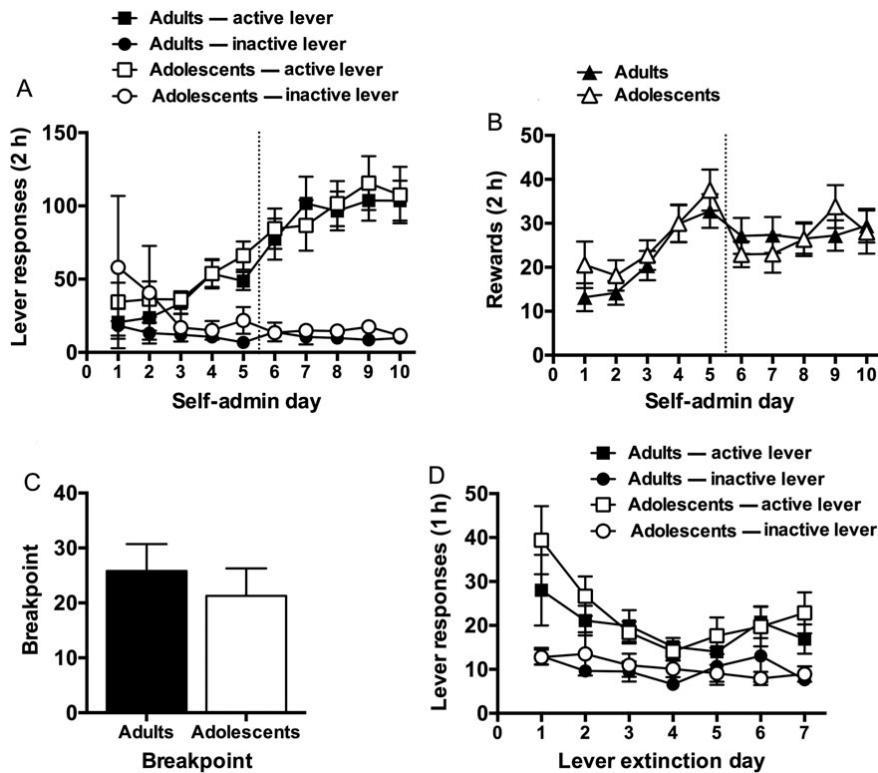 A
Adults — active lever
Adults — inactive lever
Adolescents — active lever
Adolescents — inactive lever
Lever responses (2 h)
150
100
50
0
0 1 2 3 4 5 6 7 8 9 10
Self-admin day
B
Adults
Adolescents
Rewards (2 h)
50
40
30
20
10
0
0 1 2 3 4 5 6 7 8 9 10
Self-admin day
C
Breakpoint
40
30
20
10
0
Adults Adolescents
Breakpoint
D
Adults — active lever
Adults — inactive lever
Adolescents — active lever
Adolescents — inactive lever
Lever responses (1 h)
50
40
30
20
10
0
0 1 2 3 4 5 6 7
Lever extinction day